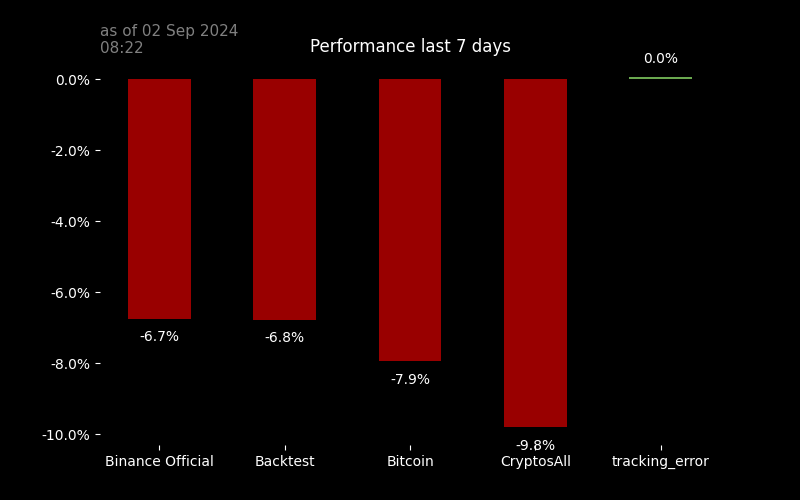 as of 02 Sep 2024
08:22
Performance last 7 days
0.0%
0.0%
-2.0%
-4.0%
-6.0%
-8.0%
-10.0%
-6.7%
-6.8%
-7.9%
-9.8%
Binance Official
Backtest
Bitcoin
CryptosAll
tracking_error